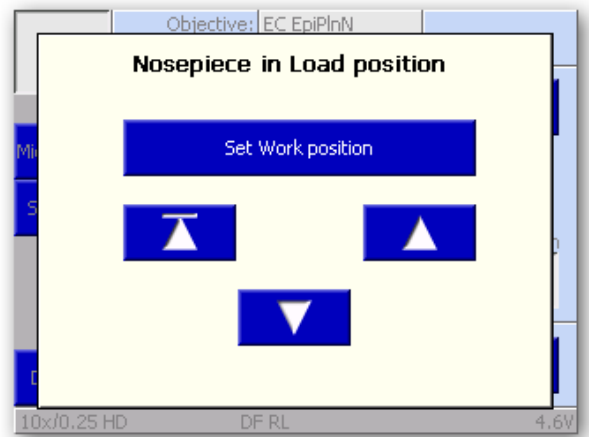 Objective: EC EpiPlnN
Nosepiece in Load position
Set Work position
10x/0.25 HD DF RL 4.6V